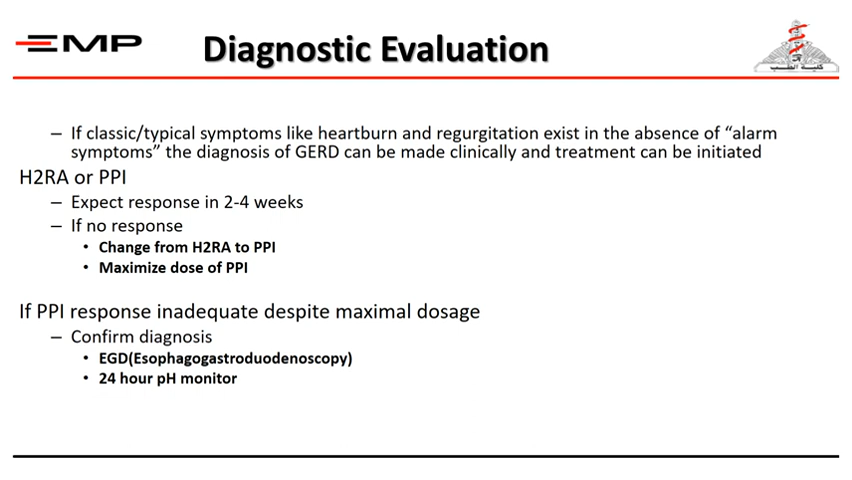 EMP
Diagnostic Evaluation
كلية الطب
– If classic/typical symptoms like heartburn and regurgitation exist in the absence of “alarm
symptoms” the diagnosis of GERD can be made clinically and treatment can be initiated
H2RA or PPI
– Expect response in 2-4 weeks
– If no response
• Change from H2RA to PPI
• Maximize dose of PPI
If PPI response inadequate despite maximal dosage
– Confirm diagnosis
• EGD(Esophagogastroduodenoscopy)
• 24 hour pH monitor